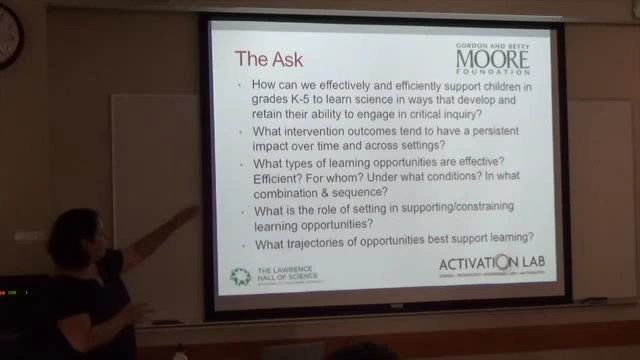 The Ask
GORDON AND BETTY
MOORE
FOUNDATION
• How can we effectively and efficiently support children in
grades K-5 to learn science in ways that develop and
retain their ability to engage in critical inquiry?
• What intervention outcomes tend to have a persistent
impact over time and across settings?
• What types of learning opportunities are effective?
Efficient? For whom? Under what conditions? In what
combination & sequence?
• What is the role of setting in supporting/constraining
learning opportunities?
• What trajectories of opportunities best support learning?
THE LAWRENCE
HALL OF SCIENCE
ACTIVATION LAB